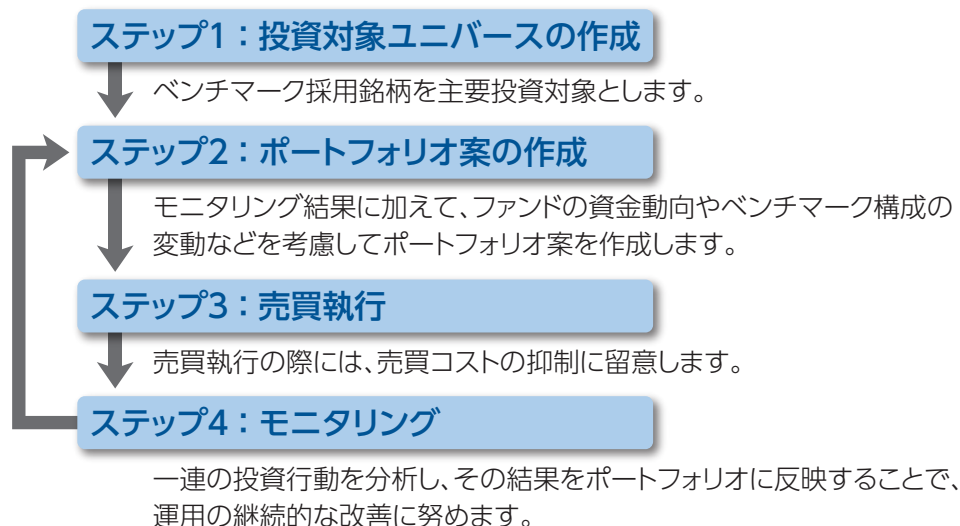 ステップ1：投資対象ユニバースの作成
ベンチマーク採用銘柄を主要投資対象とします。
ステップ2：ポートフォリオ案の作成
モニタリング結果に加えて、ファンドの資金動向やベンチマーク構成の
変動などを考慮してポートフォリオ案を作成します。
ステップ3：売買執行
売買執行の際には、売買コストの抑制に留意します。
ステップ4：モニタリング
一連の投資行動を分析し、その結果をポートフォリオに反映することで、
運用の継続的な改善に努めます。